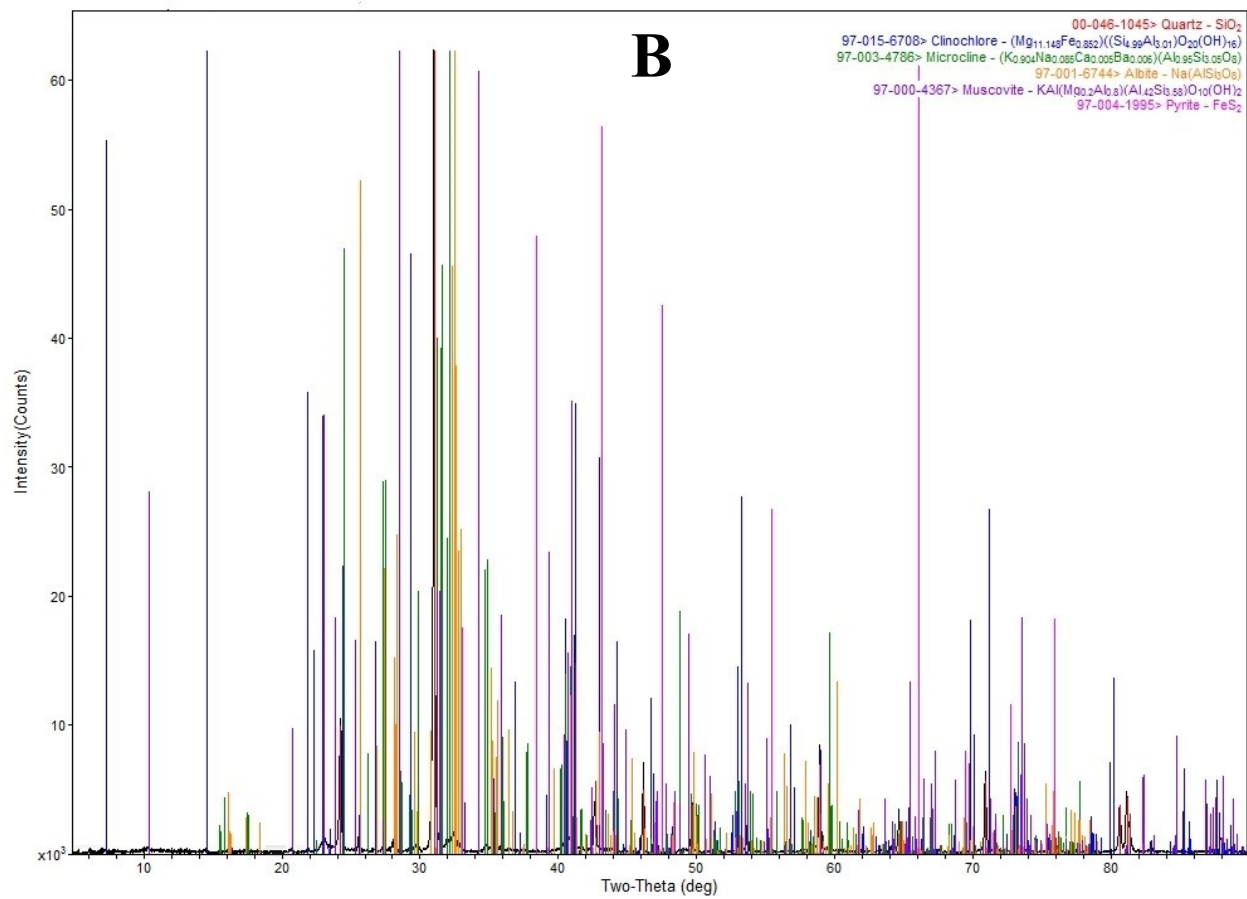 B
00-046-1045> Quartz - SiO₂
97-015-6708> Clinochlore - (Mg₁₁.₁₄₈Fe₀.₈₅₂)((Si₄.₉₉Al₃.₀₁)O₂₀(OH)₁₆)
97-003-4786> Microcline - (K₀.₉₀₄Na₀.₀₈₅Ca₀.₀₀₅Ba₀.₀₀₆)(Al₀.₉₅Si₃.₀₅O₈)
97-001-6744> Albite - Na(AlSi₃O₈)
97-000-4367> Muscovite - KAl(Mg₀.₂Al₀.₈)(Al.₄₂Si₃.₅₈)O₁₀(OH)₂
97-004-1995> Pyrite - FeS₂
Intensity(Counts)
60
50
40
30
20
10
x10³
10 20 30 40 50 60 70 80
Two-Theta (deg)